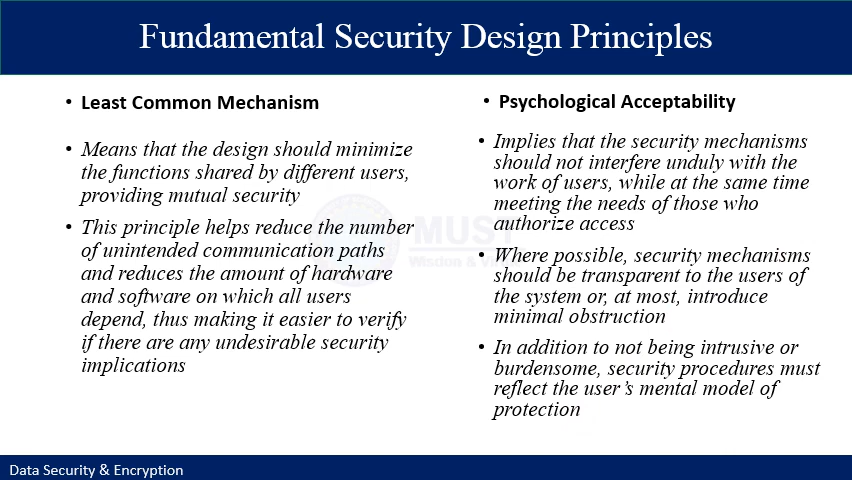 Fundamental Security Design Principles
• Least Common Mechanism
• Means that the design should minimize
the functions shared by different users,
providing mutual security
• This principle helps reduce the number
of unintended communication paths
and reduces the amount of hardware
and software on which all users
depend, thus making it easier to verify
if there are any undesirable security
implications
• Psychological Acceptability
• Implies that the security mechanisms
should not interfere unduly with the
work of users, while at the same time
meeting the needs of those who
authorize access
• Where possible, security mechanisms
should be transparent to the users of
the system or, at most, introduce
minimal obstruction
• In addition to not being intrusive or
burdensome, security procedures must
reflect the user’s mental model of
protection
MUST
Wisdom &
Data Security & Encryption